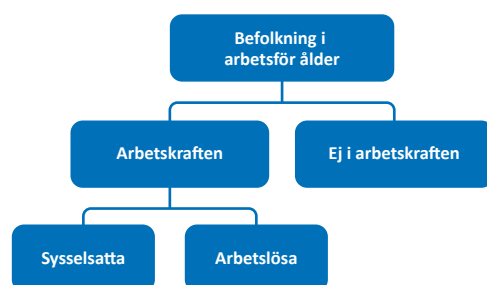 Befolkning i
arbetsför ålder
Arbetskraften
Ej i arbetskraften
Sysselsatta
Arbetslösa